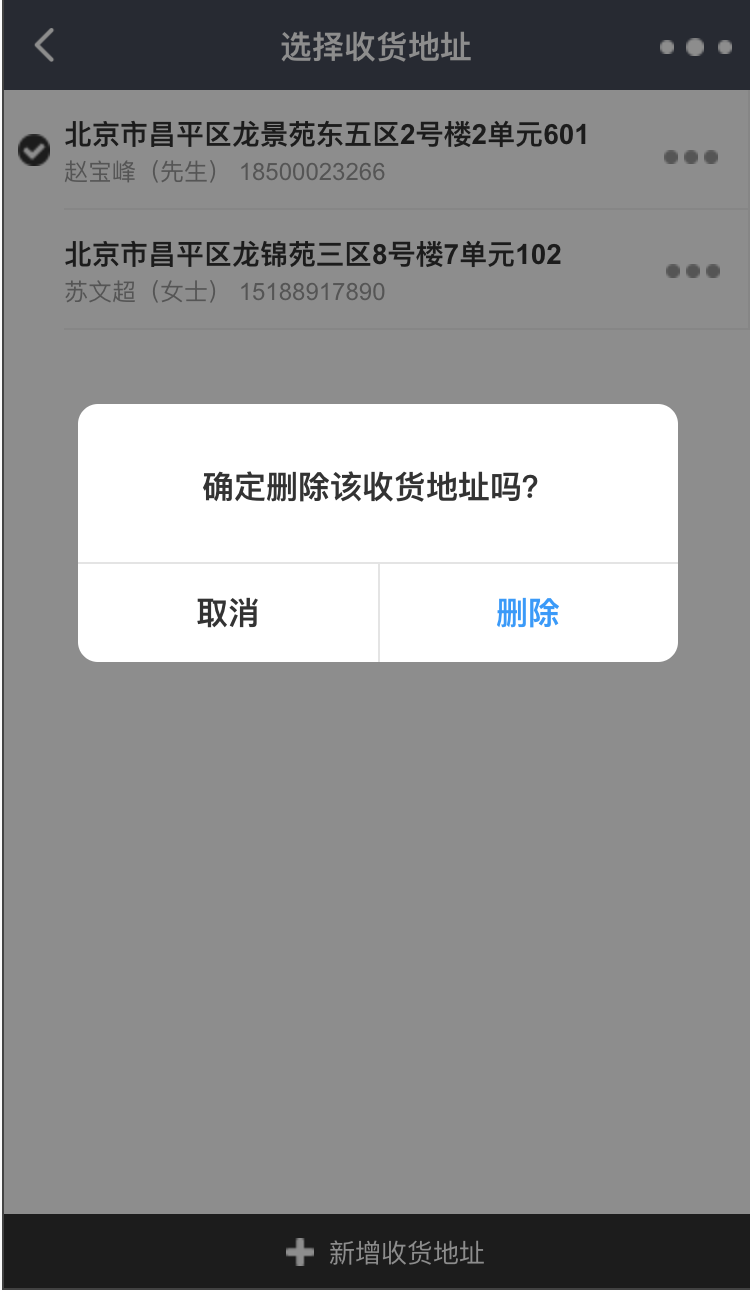 选择收货地址
北京市昌平区龙景苑东五区2号楼2单元601
赵宝峰（先生） 18500023266
北京市昌平区龙锦苑三区8号楼7单元102
苏文超（女士） 15188917890
确定删除该收货地址吗?
取消
删除
新增收货地址